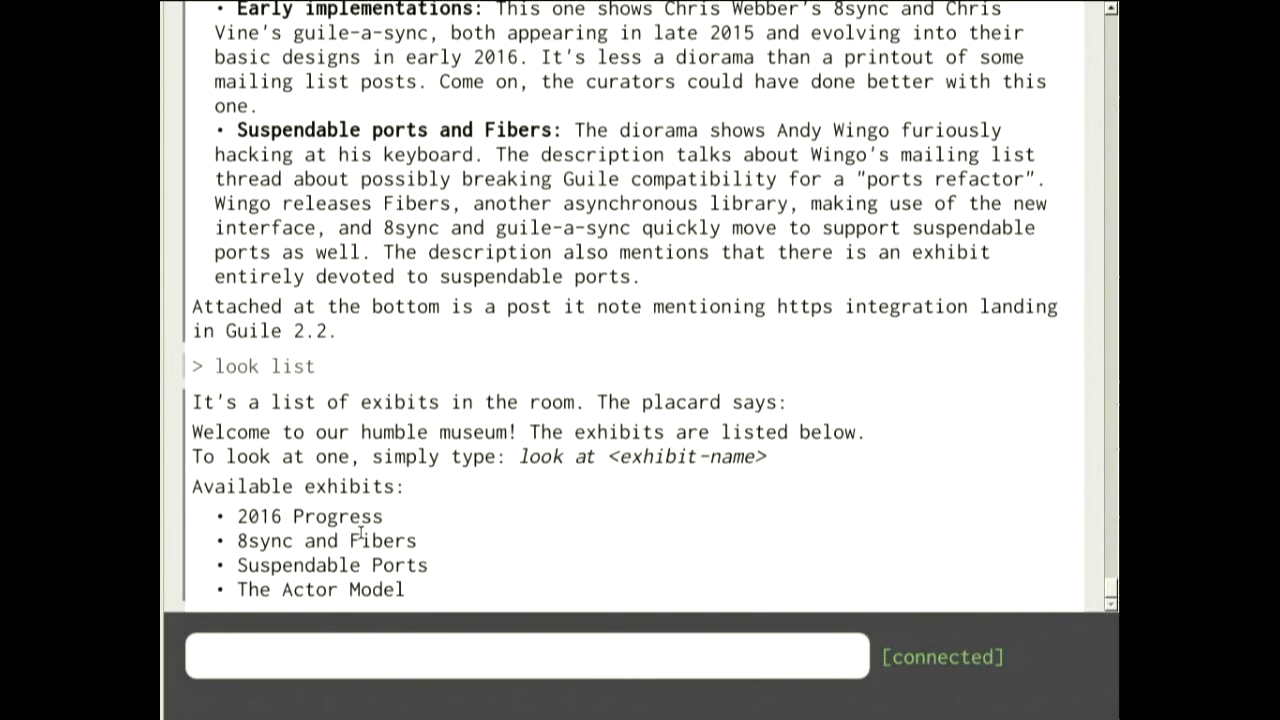 • Early implementations: This one shows Chris Webber's 8sync and Chris
Vine's guile-a-sync, both appearing in late 2015 and evolving into their
basic designs in early 2016. It's less a diorama than a printout of some
mailing list posts. Come on, the curators could have done better with this
one.
• Suspendable ports and Fibers: The diorama shows Andy Wingo furiously
hacking at his keyboard. The description talks about Wingo's mailing list
thread about possibly breaking Guile compatibility for a "ports refactor".
Wingo releases Fibers, another asynchronous library, making use of the new
interface, and 8sync and guile-a-sync quickly move to support suspendable
ports as well. The description also mentions that there is an exhibit
entirely devoted to suspendable ports.
Attached at the bottom is a post it note mentioning https integration landing
in Guile 2.2.
> look list
It's a list of exibits in the room. The placard says:
Welcome to our humble museum! The exhibits are listed below.
To look at one, simply type: look at <exhibit-name>
Available exhibits:
• 2016 Progress
• 8sync and Fibers
• Suspendable Ports
• The Actor Model
[connected]